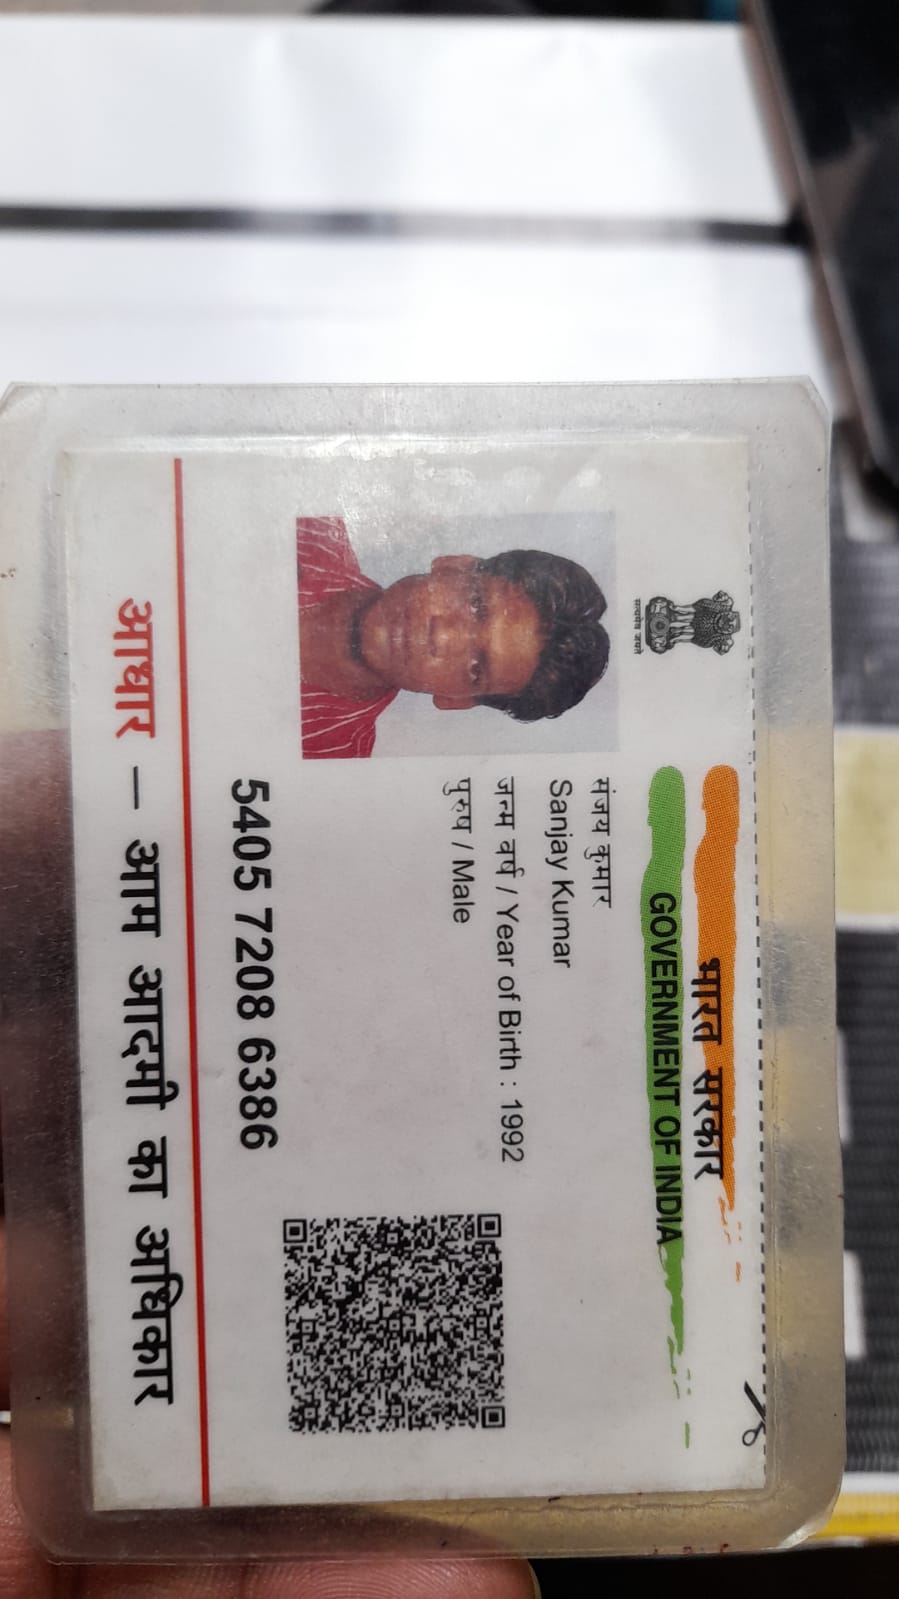 सत्यमेव जयते
भारत सरकार
GOVERNMENT OF INDIA
संजय कुमार
Sanjay Kumar
जन्म वर्ष / Year of Birth : 1992
पुरुष / Male
5405 7208 6386
आधार – आम आदमी का अधिकार